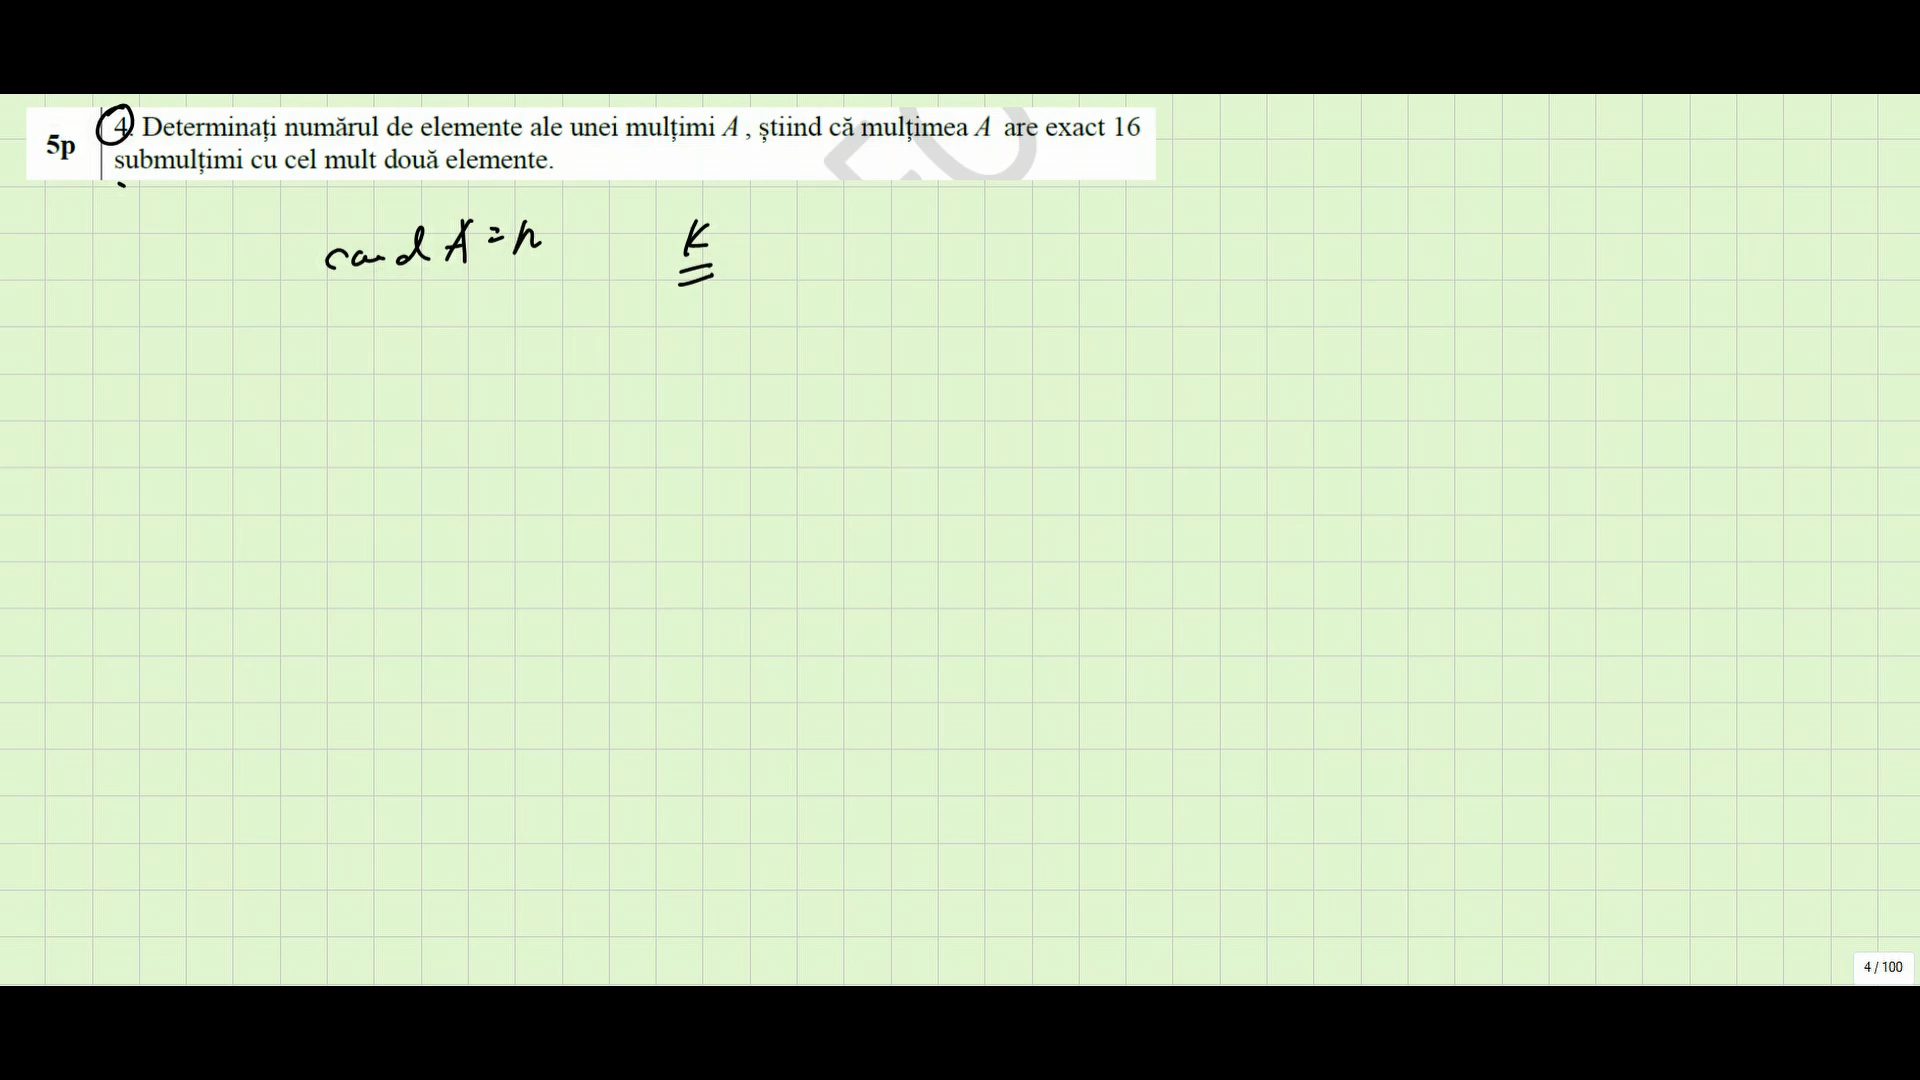 5p
4. Determinați numărul de elemente ale unei mulțimi A, știind că mulțimea A are exact 16
submulțimi cu cel mult două elemente.
card A = n
K
4 / 100